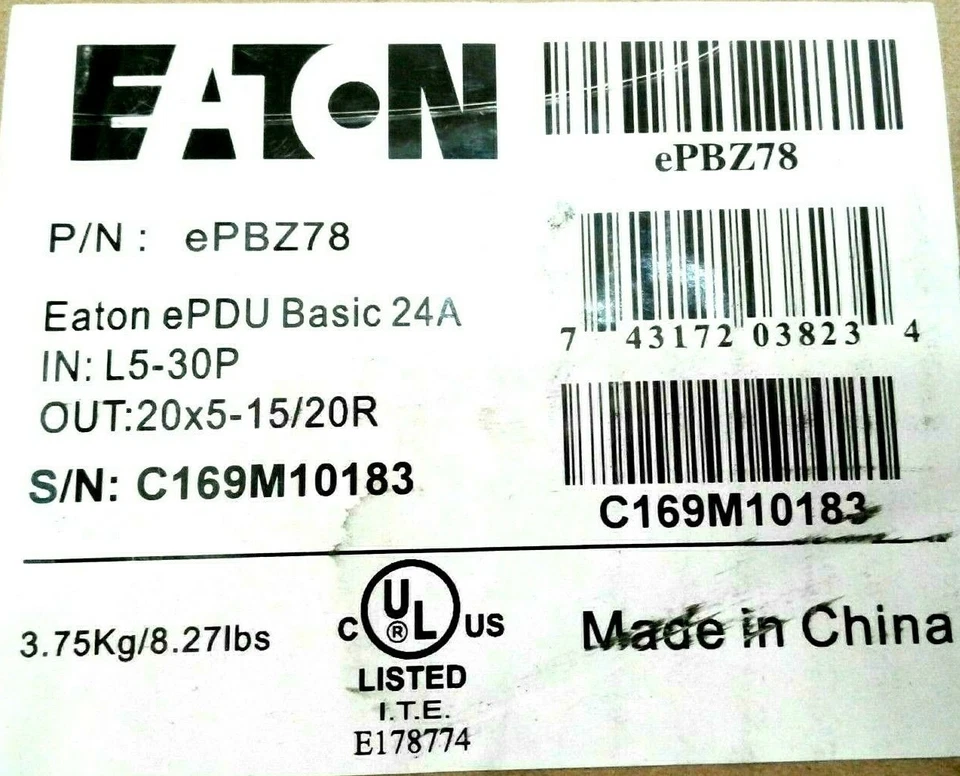 EATON
ePBZ78
P/N : ePBZ78
Eaton ePDU Basic 24A
IN: L5-30P
OUT:20x5-15/20R
S/N: C169M10183
7 43172 03823 4
C169M10183
3.75Kg/8.27lbs
C UL ® US
LISTED
I.T.E.
E178774
Made in China